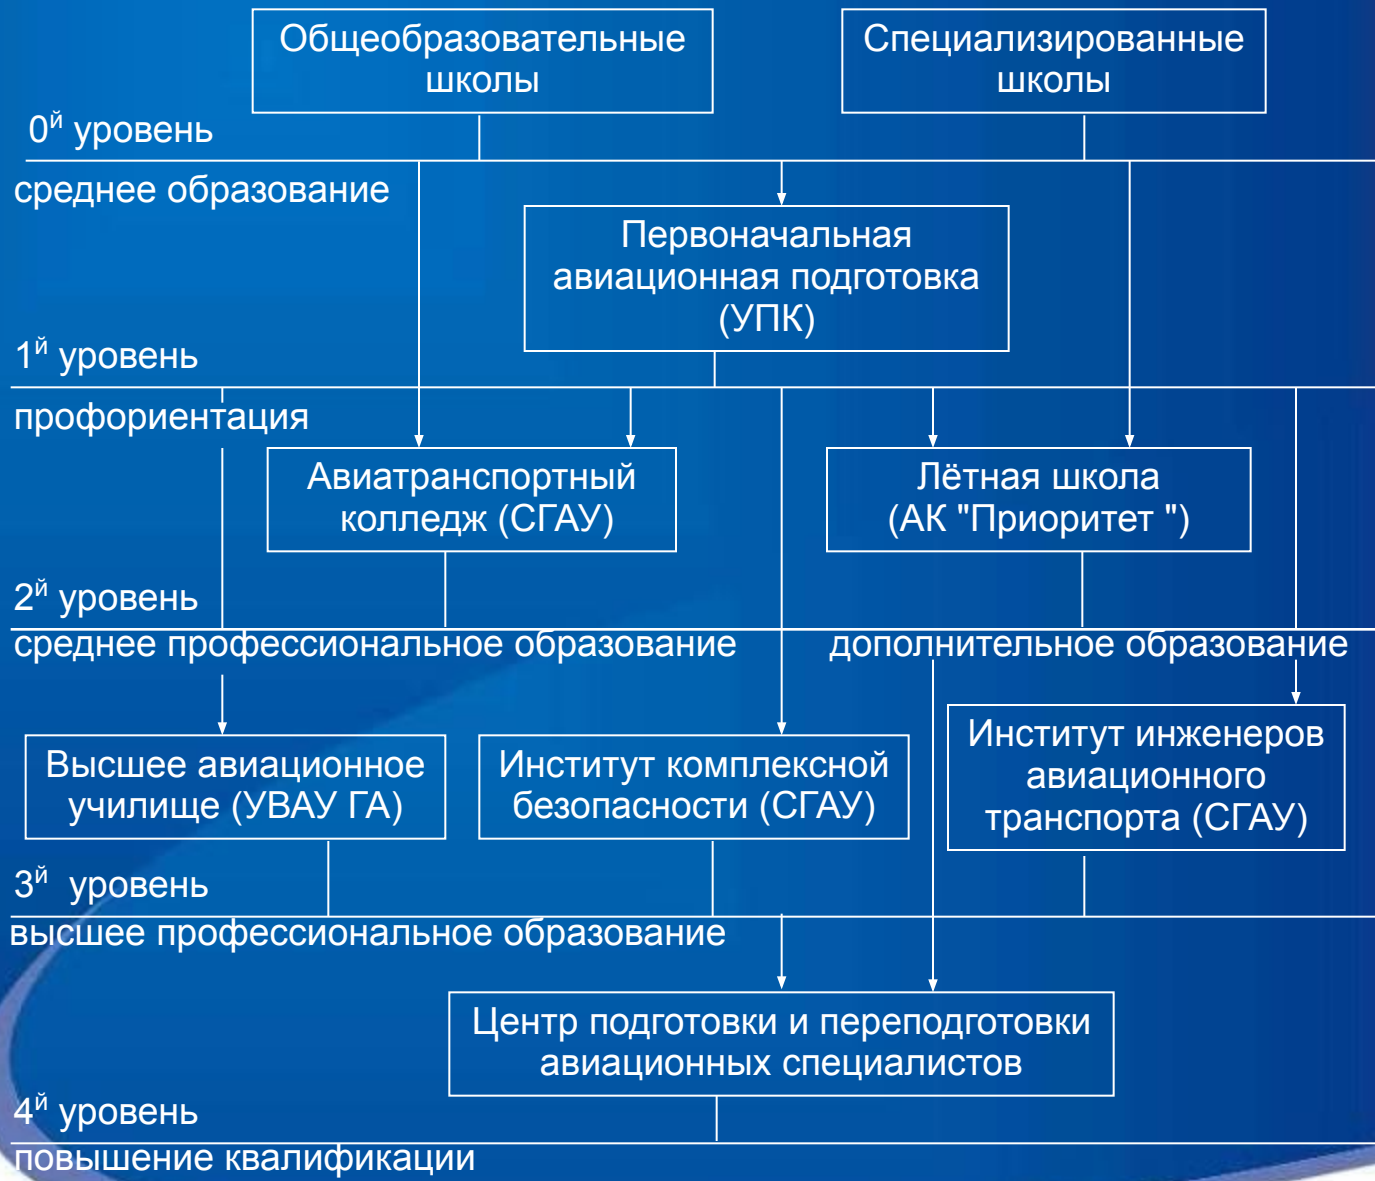 Общеобразовательные
школы
Специализированные
школы
0й уровень
среднее образование
Первоначальная
авиационная подготовка
(УПК)
1й уровень
профориентация
Авиатранспортный
колледж (СГАУ)
Лётная школа
(АК "Приоритет ")
2й уровень
среднее профессиональное образование
дополнительное образование
Высшее авиационное
училище (УВАУ ГА)
Институт комплексной
безопасности (СГАУ)
Институт инженеров
авиационного
транспорта (СГАУ)
3й уровень
высшее профессиональное образование
Центр подготовки и переподготовки
авиационных специалистов
4й уровень
повышение квалификации